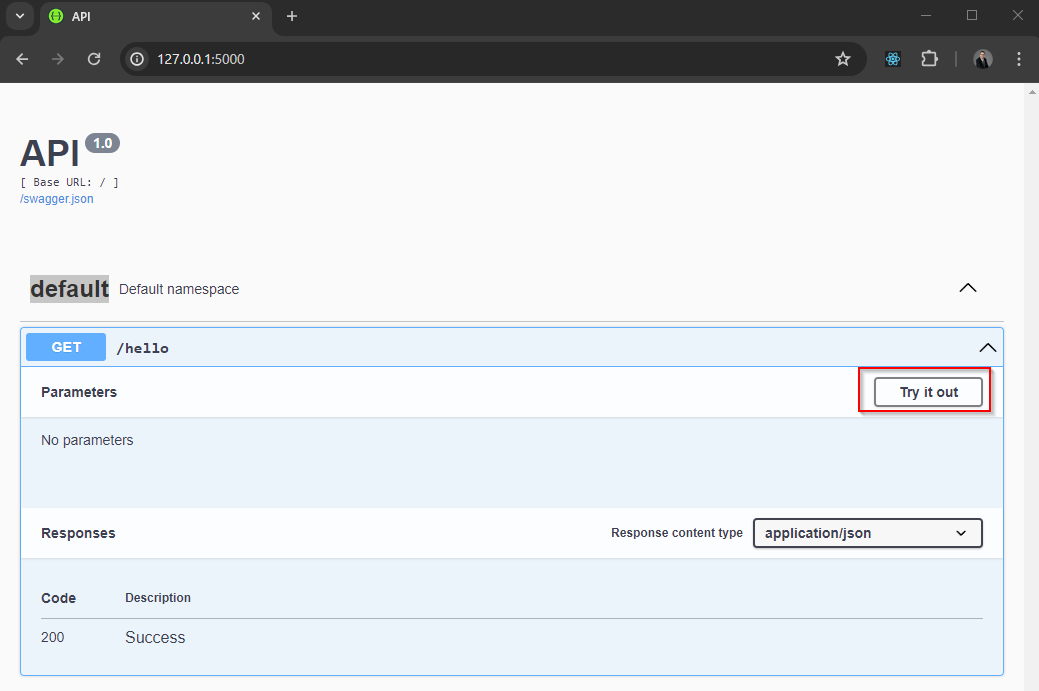 API
127.0.0.1:5000
API 1.0
[ Base URL: / ]
/swagger.json
default Default namespace
GET /hello
Parameters Try it out
No parameters
Responses Response content type application/json
Code Description
200 Success